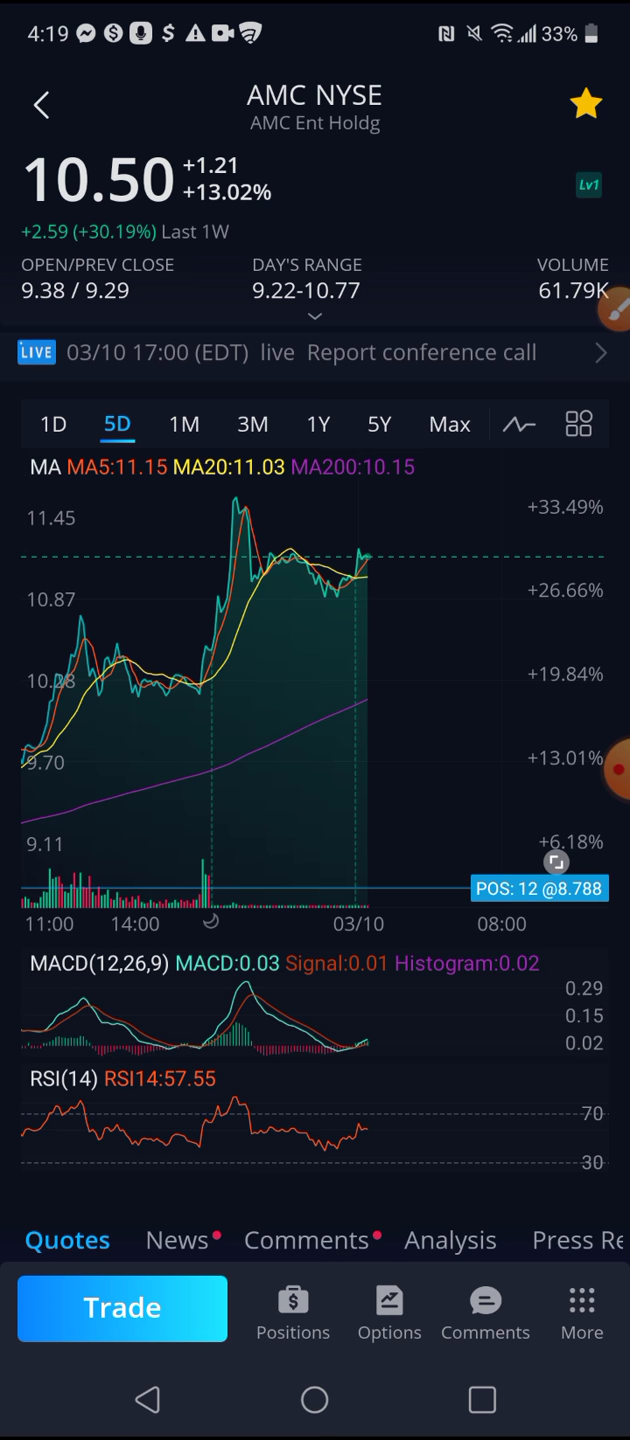 4:19 33%
AMC NYSE
AMC Ent Holdg
10.50 +1.21
+13.02%
Lv1
+2.59 (+30.19%) Last 1W
OPEN/PREV CLOSE DAY'S RANGE VOLUME
9.38 / 9.29 9.22-10.77 61.79K
LIVE 03/10 17:00 (EDT) live Report conference call
1D 5D 1M 3M 1Y 5Y Max
MA MA5:11.15 MA20:11.03 MA200:10.15
11.45 +33.49%
10.87 +26.66%
10.28 +19.84%
9.70 +13.01%
9.11 +6.18%
POS: 12 @8.788
11:00 14:00 03/10 08:00
MACD(12,26,9) MACD:0.03 Signal:0.01 Histogram:0.02
0.29
0.15
0.02
RSI(14) RSI14:57.55
70
30
Quotes News Comments Analysis Press Re
Trade Positions Options Comments More